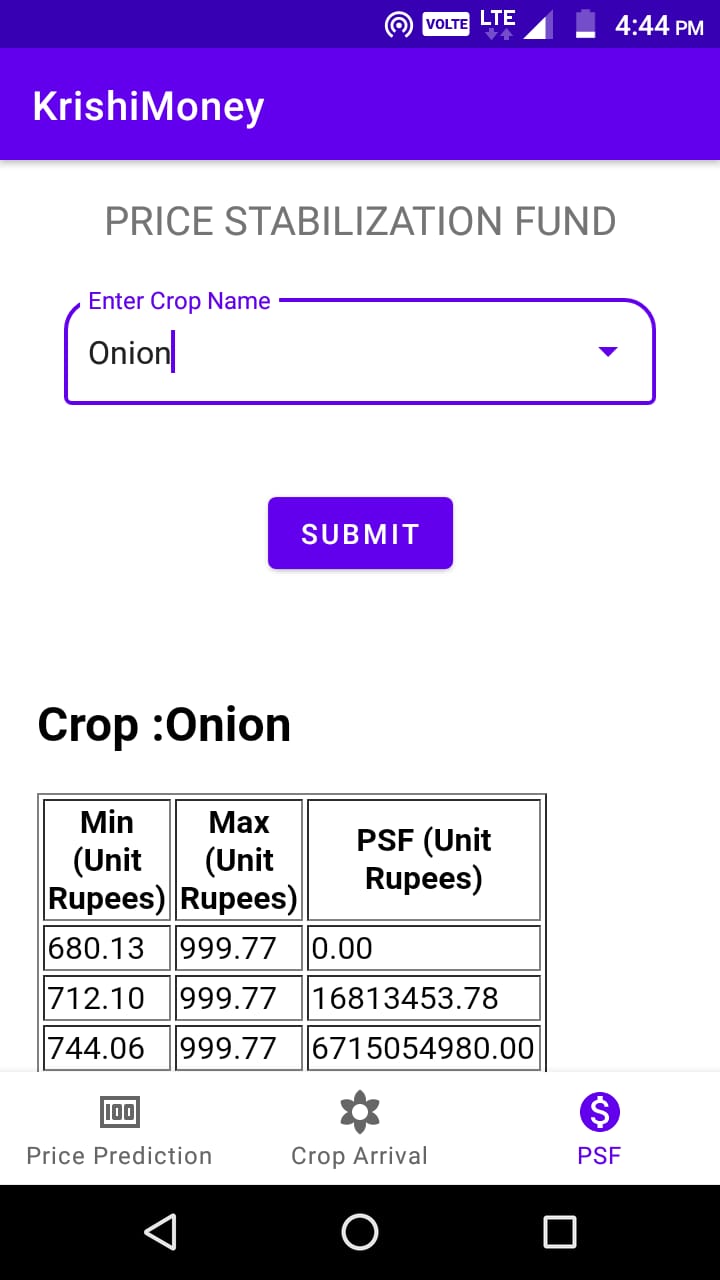 VOLTE LTE 4:44 PM
KrishiMoney
PRICE STABILIZATION FUND
Enter Crop Name
Onion
SUBMIT
Crop :Onion
Min (Unit Rupees) Max (Unit Rupees) PSF (Unit Rupees)
680.13 999.77 0.00
712.10 999.77 16813453.78
744.06 999.77 6715054980.00
100
Price Prediction Crop Arrival PSF